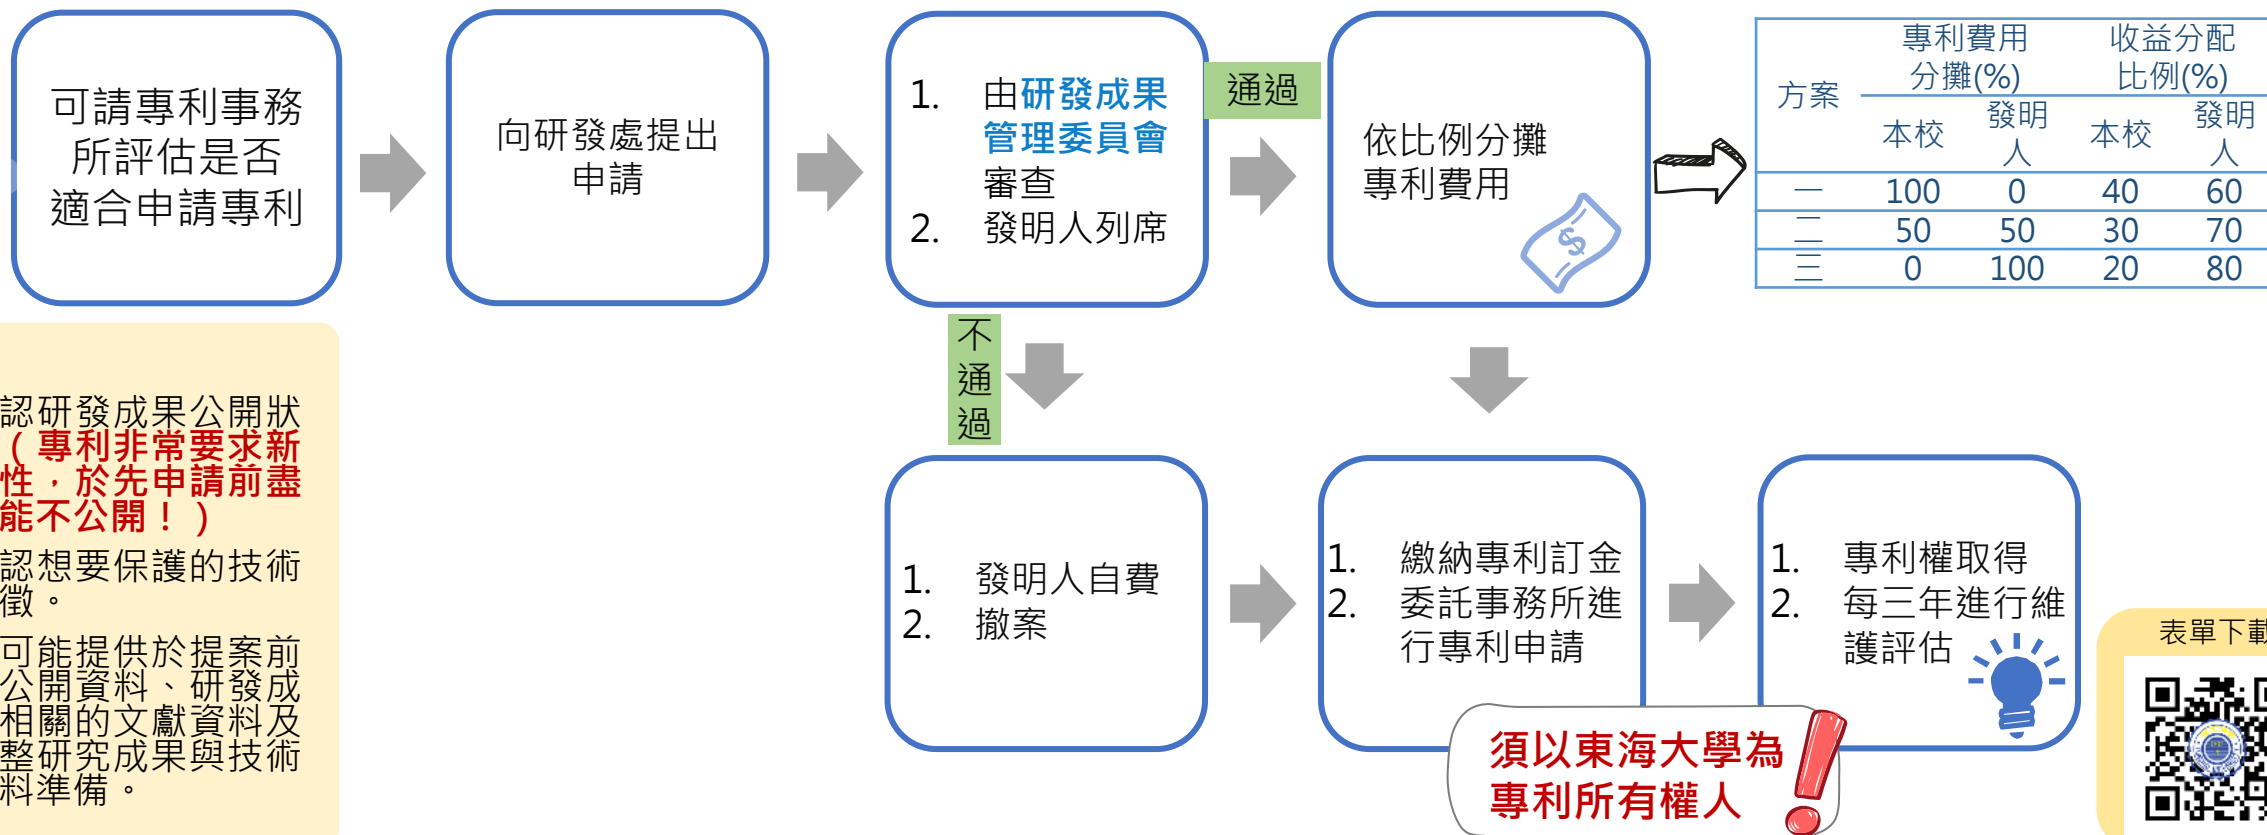 可請專利事務
所評估是否
適合申請專利
向研發處提出
申請
1. 由研發成果
管理委員會
審查
2. 發明人列席
通過
依比例分攤
專利費用
$
方案
專利費用
分攤(%)
收益分配
比例(%)
本校
發明
人
本校
發明
人
一 100 0 40 60
二 50 50 30 70
三 0 100 20 80
不
通
過
認研發成果公開狀
(專利非常要求新
性，於先申請前盡
能不公開！)
認想要保護的技術
徵。
可能提供於提案前
公開資料、研發成
相關的文獻資料及
整研究成果與技術
料準備。
1. 發明人自費
2. 撤案
1. 繳納專利訂金
2. 委託事務所進
行專利申請
1. 專利權取得
2. 每三年進行維
護評估
須以東海大學為
專利所有權人
表單下載